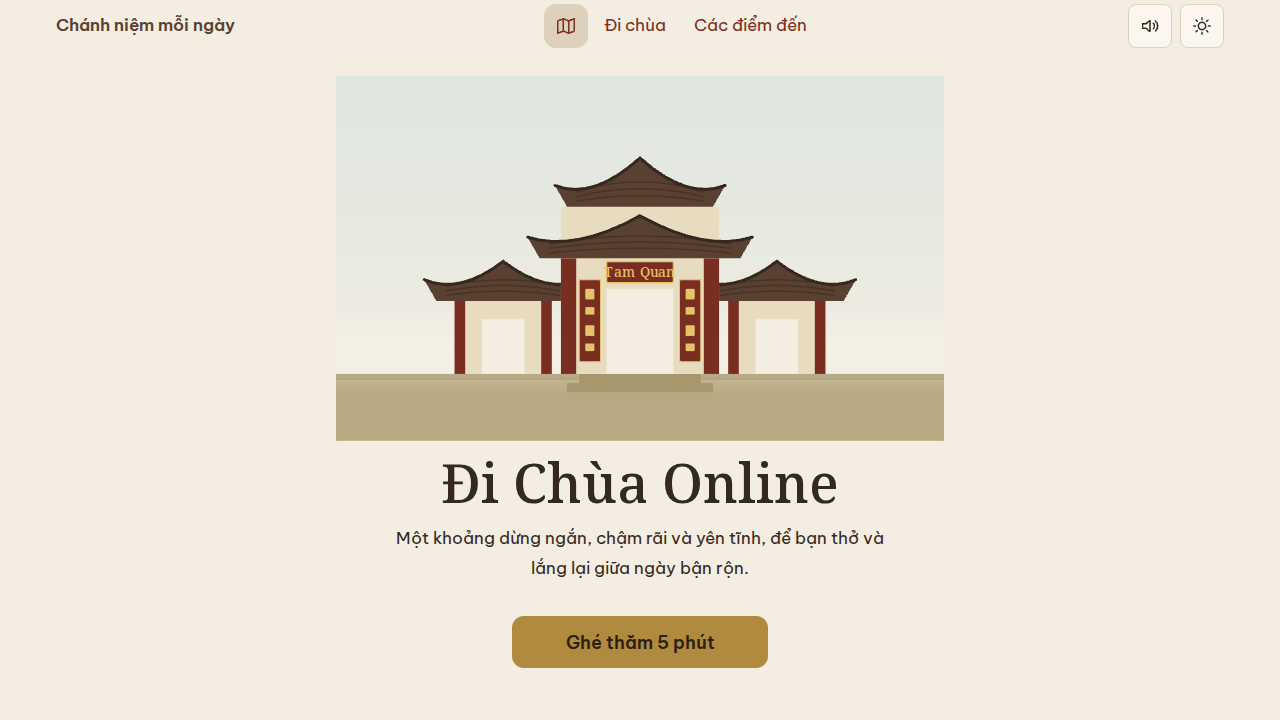 Chánh niệm mỗi ngày
Đi chùa
Các điểm đến
Tam Quan
Đi Chùa Online
Một khoảng dừng ngắn, chậm rãi và yên tĩnh, để bạn thở và
lắng lại giữa ngày bận rộn.
Ghé thăm 5 phút